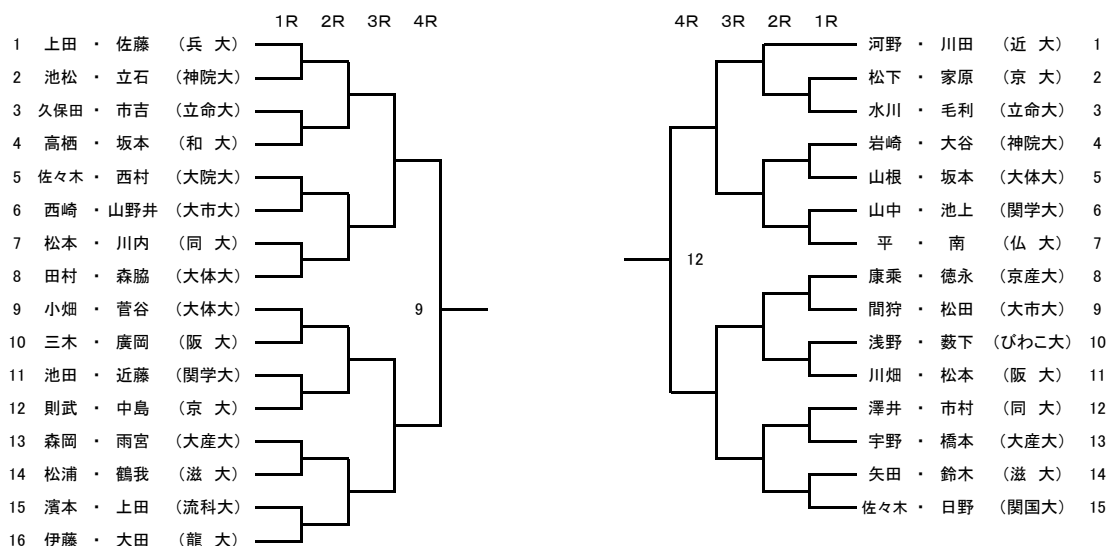 1R 2R 3R 4R
1 上田 ・ 佐藤 (兵 大)
2 池松 ・ 立石 (神院大)
3 久保田 ・ 市吉 (立命大)
4 高栖 ・ 坂本 (和 大)
5 佐々木 ・ 西村 (大院大)
6 西崎 ・ 山野井 (大市大)
7 松本 ・ 川内 (同 大)
8 田村 ・ 森脇 (大体大)
9 小畑 ・ 菅谷 (大体大)
9
10 三木 ・ 廣岡 (阪 大)
11 池田 ・ 近藤 (関学大)
12 則武 ・ 中島 (京 大)
13 森岡 ・ 雨宮 (大産大)
14 松浦 ・ 鶴我 (滋 大)
15 濱本 ・ 上田 (流科大)
16 伊藤 ・ 大田 (龍 大)
4R 3R 2R 1R
河野 ・ 川田 (近 大) 1
松下 ・ 家原 (京 大) 2
水川 ・ 毛利 (立命大) 3
岩崎 ・ 大谷 (神院大) 4
山根 ・ 坂本 (大体大) 5
山中 ・ 池上 (関学大) 6
平 ・ 南 (仏 大) 7
12
康乗 ・ 德永 (京産大) 8
間狩 ・ 松田 (大市大) 9
浅野 ・ 薮下 (びわこ大) 10
川畑 ・ 松本 (阪 大) 11
澤井 ・ 市村 (同 大) 12
宇野 ・ 橋本 (大産大) 13
矢田 ・ 鈴木 (滋 大) 14
佐々木 ・ 日野 (関国大) 15